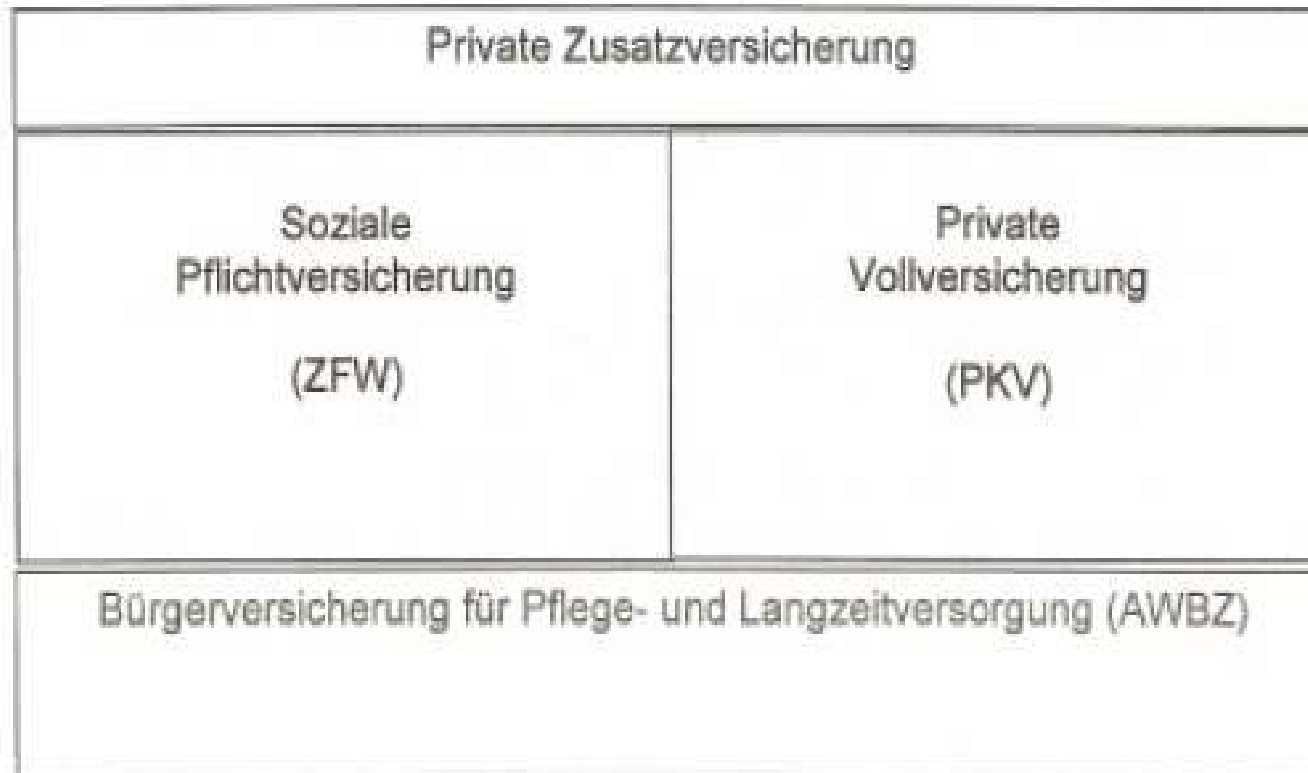 Private Zusatzversicherung
Soziale
Pflichtversicherung
(ZFW)
Private
Vollversicherung
(PKV)
Bürgerversicherung für Pflege- und Langzeitversorgung (AWBZ)